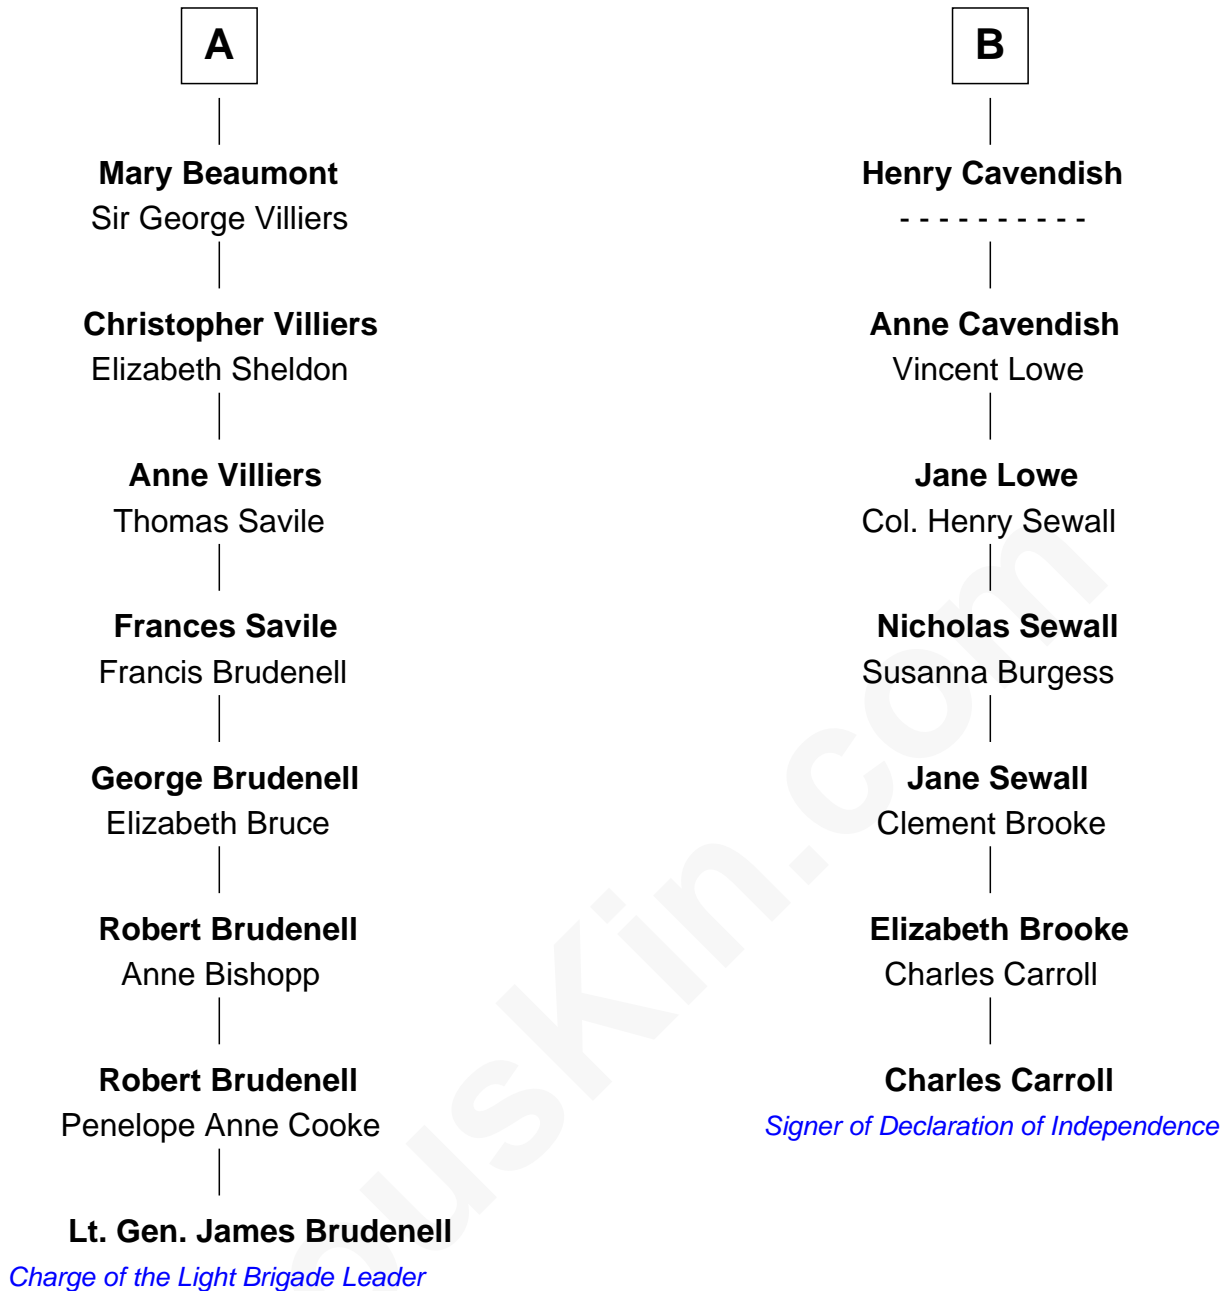 A
Mary Beaumont
Sir George Villiers
Christopher Villiers
Elizabeth Sheldon
Anne Villiers
Thomas Savile
Frances Savile
Francis Brudenell
George Brudenell
Elizabeth Bruce
Robert Brudenell
Anne Bishopp
Robert Brudenell
Penelope Anne Cooke
Lt. Gen. James Brudenell
Charge of the Light Brigade Leader
B
Henry Cavendish
- - - - - - - - - -
Anne Cavendish
Vincent Lowe
Jane Lowe
Col. Henry Sewall
Nicholas Sewall
Susanna Burgess
Jane Sewall
Clement Brooke
Elizabeth Brooke
Charles Carroll
Charles Carroll
Signer of Declaration of Independence
ousKin.com